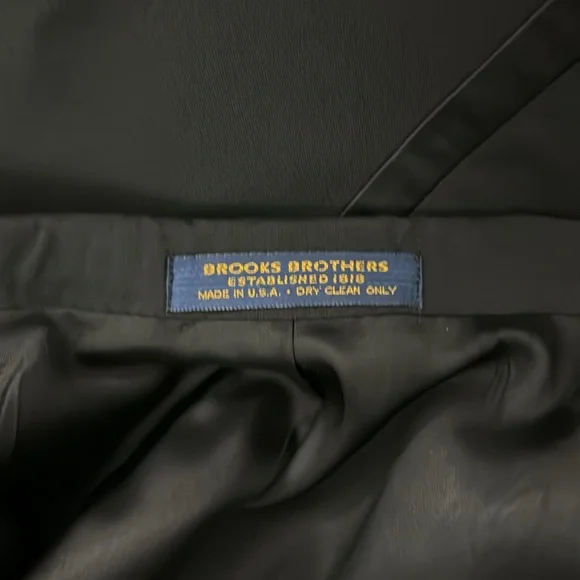 BROOKS BROTHERS
ESTABLISHED 1818
MADE IN U.S.A. • DRY CLEAN ONLY